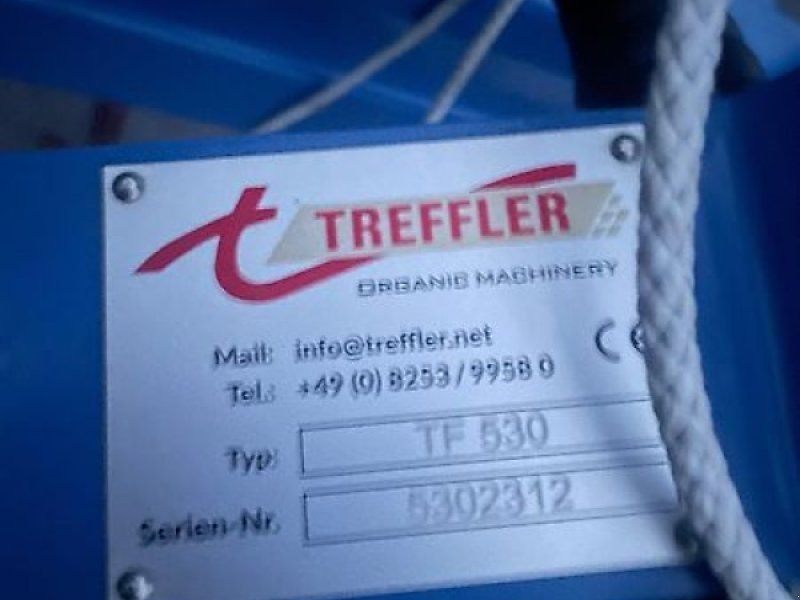 t TREFFLER
ORGANIC MACHINERY
Mail: info@treffler.net CE
Tel.: +49 (0) 8253 / 9958 0
Typ: TF 530
Serien-Nr. 5302312